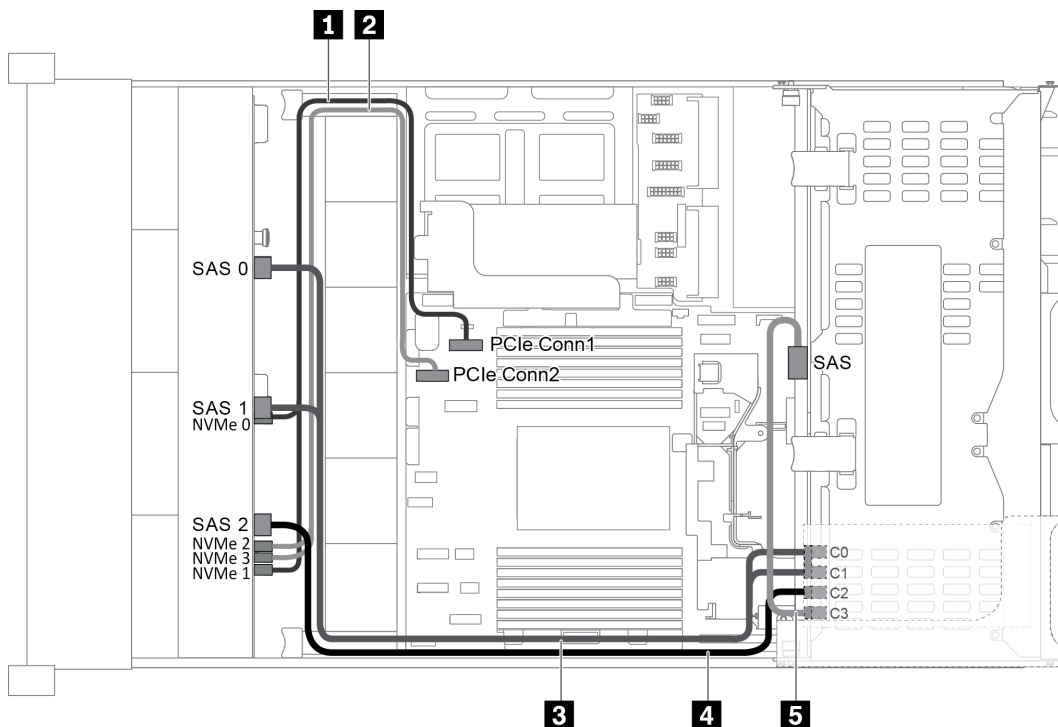 1
2
SAS 0
PCIe Conn1
SAS
PCIe Conn2
SAS 1
NVMe 0
SAS 2
NVMe 2
NVMe 3
NVMe 1
C0
C1
C2
C3
3
4
5